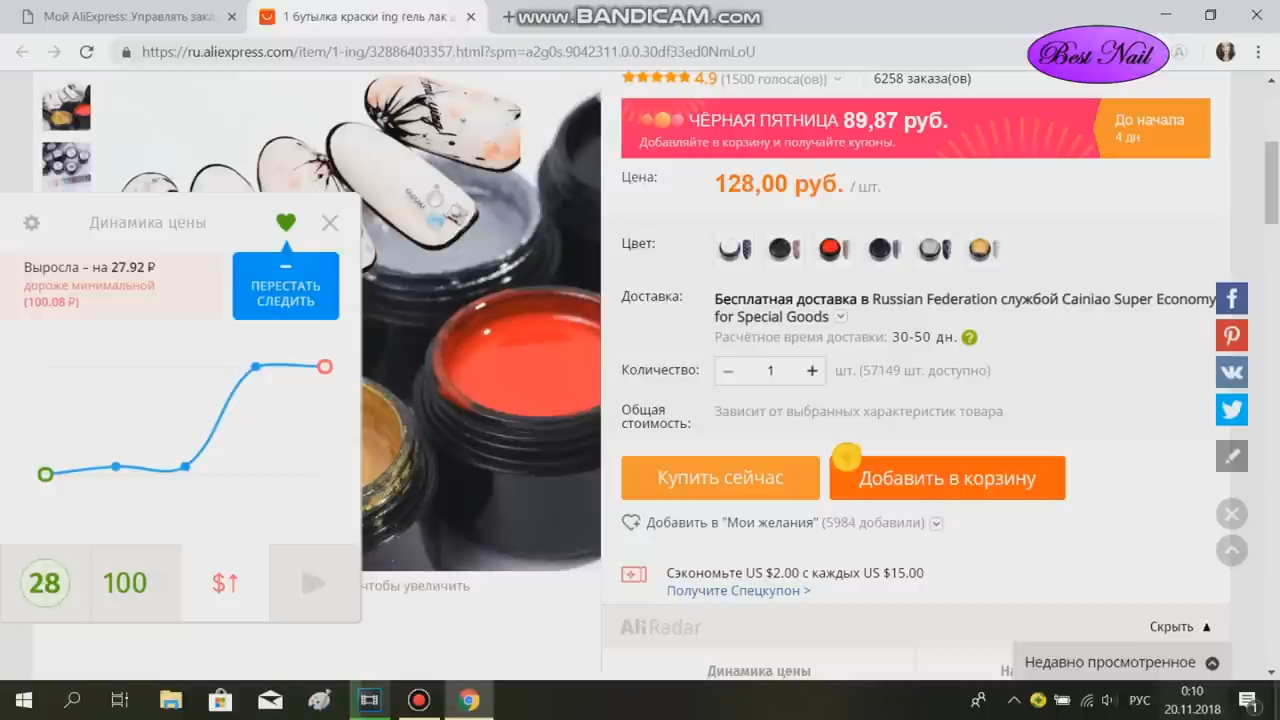 Мой AliExpress: Управлять зака
1 бутылка краски ing гель лак д
www.BANDICAM.com
https://ru.aliexpress.com/item/1-ing/32886403357.html?spm=a2g0s.9042311.0.0.30df33ed0NmLoU
Best Nail
4.9 (1500 голоса(ов))
6258 заказа(ов)
ЧЁРНАЯ ПЯТНИЦА 89,87 руб.
Добавляйте в корзину и получайте купоны.
До начала
4 дн
Цена:
128,00 руб. / шт.
Цвет:
Доставка:
Бесплатная доставка в Russian Federation службой Cainiao Super Economy
for Special Goods
Расчётное время доставки: 30-50 дн.
Количество:
1
шт. (57149 шт. доступно)
Общая
стоимость:
Зависит от выбранных характеристик товара
Купить сейчас
Добавить в корзину
Добавить в "Мои желания" (5984 добавили)
Сэкономьте US $2.00 с каждых US $15.00
Получите Спецкупон >
AliRadar
Скрыть
Динамика цены
На
Недавно просмотренное
Динамика цены
Выросла – на 27.92 ₽
дороже минимальной
(100.08 ₽)
ПЕРЕСТАТЬ
СЛЕДИТЬ
28
100
$↑
чтобы увеличить
РУС
0:10
20.11.2018
1